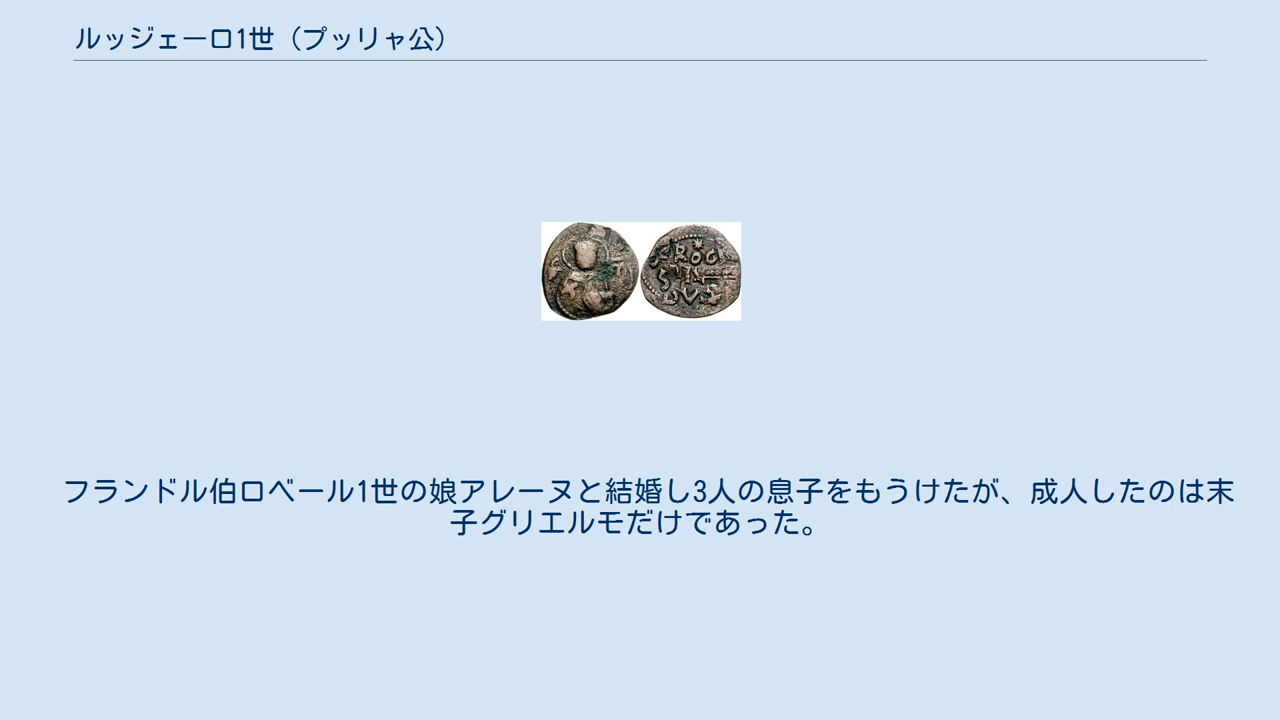 ルッジェーロ1世（プッリャ公）
ROG
DVX
フランドル伯ロベール1世の娘アレーヌと結婚し3人の息子をもうけたが、成人したのは末
子グリエルモだけであった。